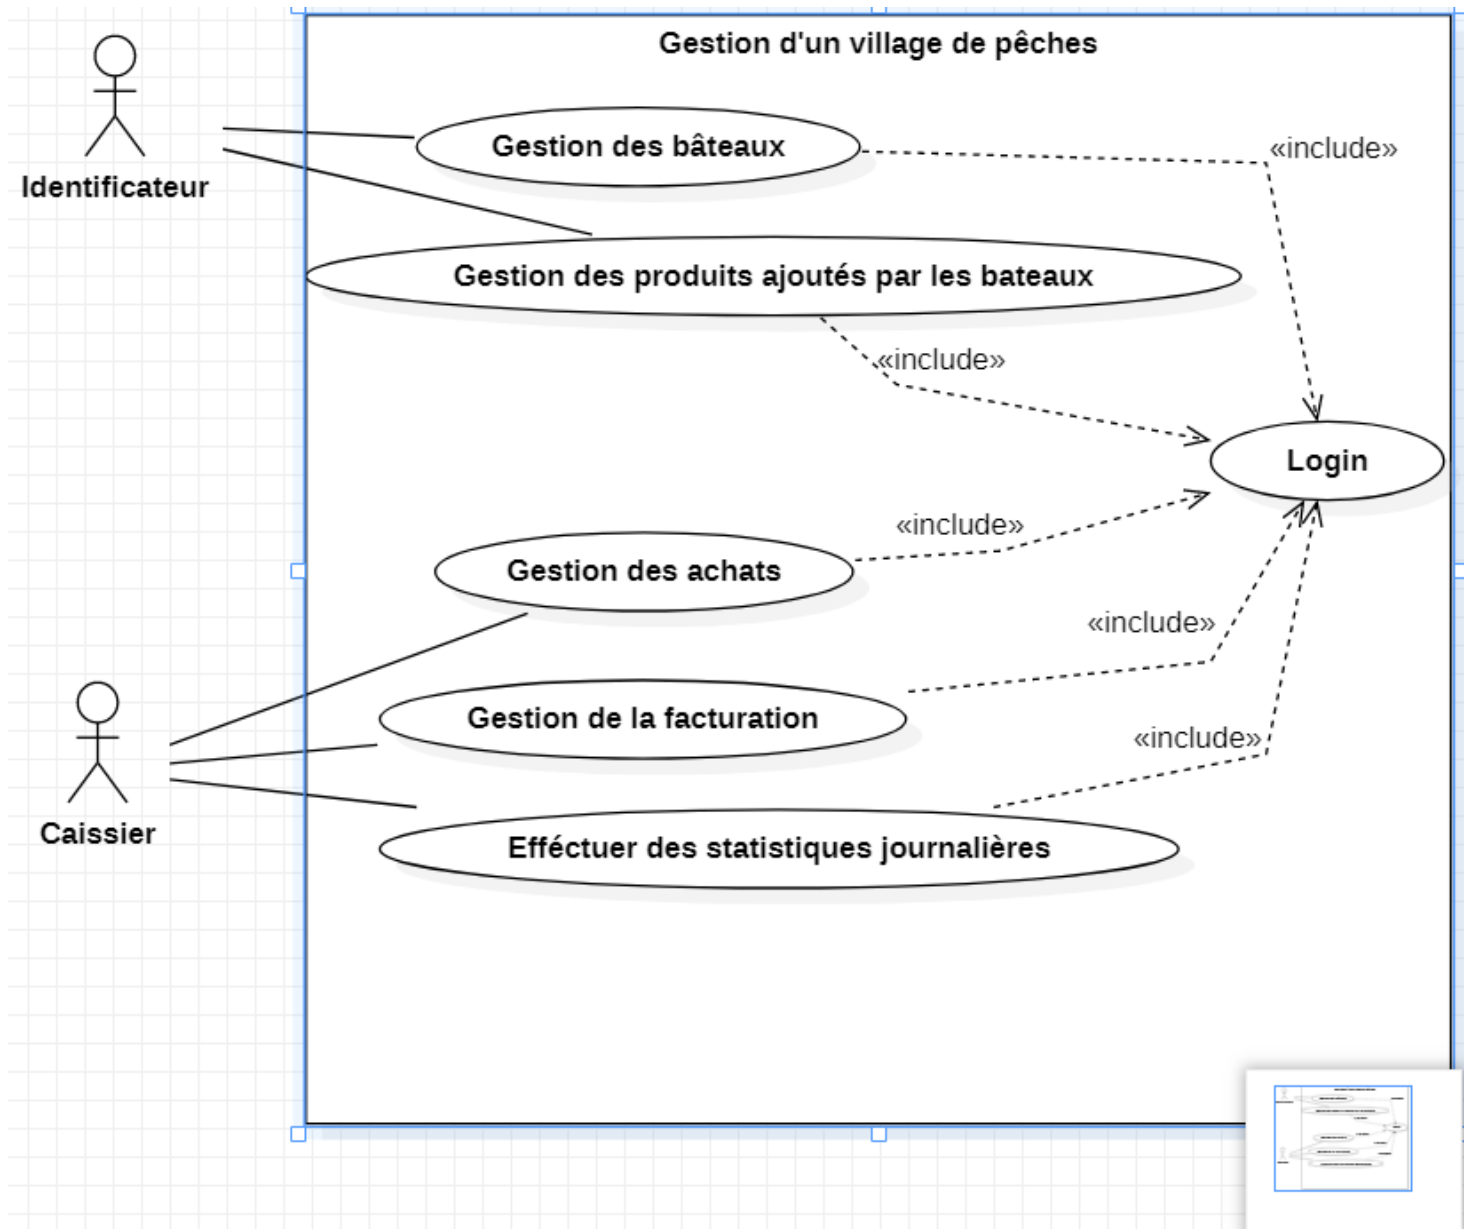 Gestion d'un village de pêches
Identificateur
Gestion des bâteaux
«include»
Gestion des produits ajoutés par les bateaux
«include»
Login
«include»
Gestion des achats
«include»
Gestion de la facturation
«include»
Caissier
Efféctuer des statistiques journalières